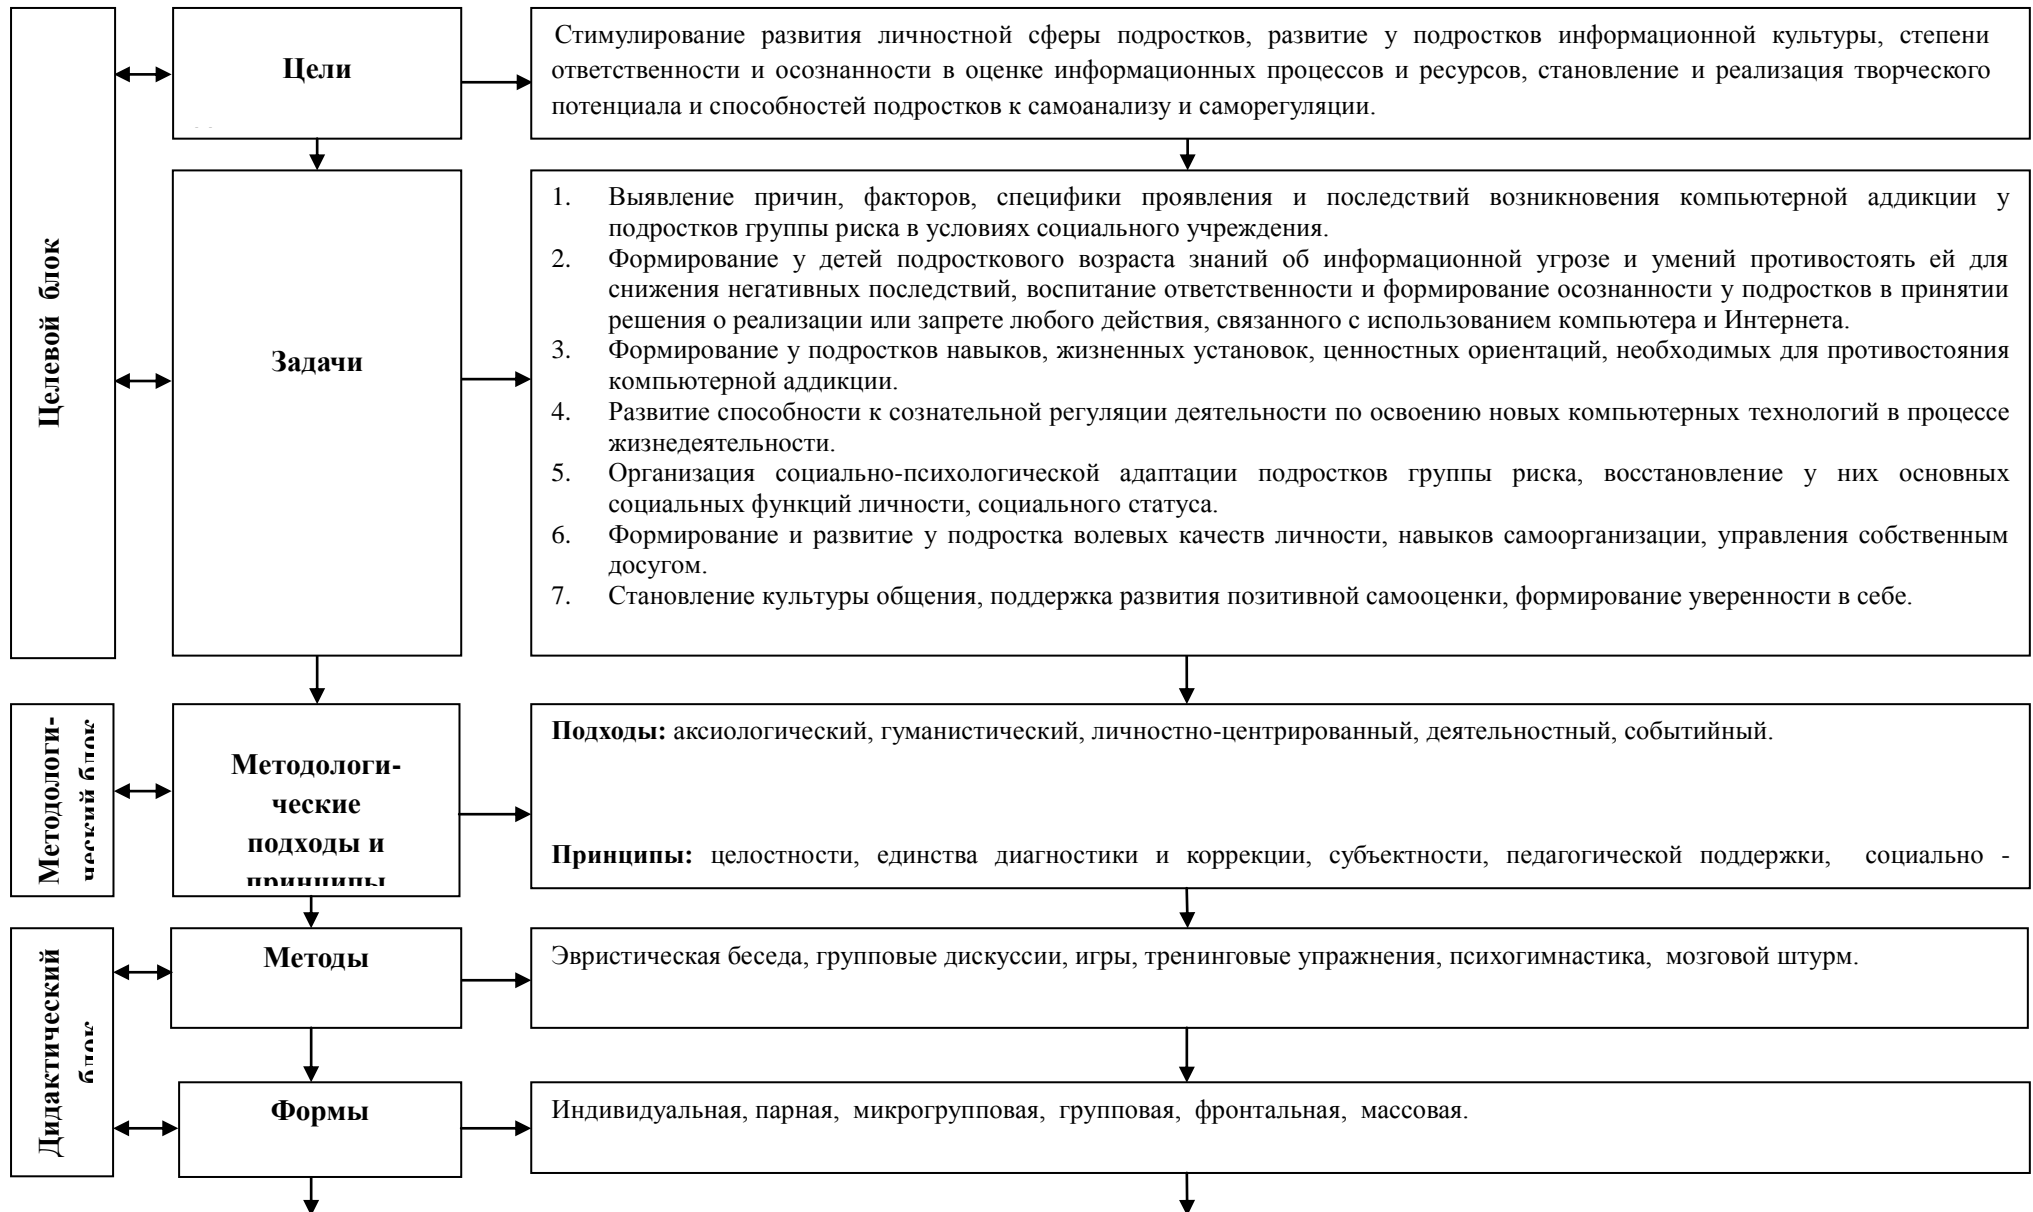 Целевой блок
Цели
Стимулирование развития личностной сферы подростков, развитие у подростков информационной культуры, степени
ответственности и осознанности в оценке информационных процессов и ресурсов, становление и реализация творческого
потенциала и способностей подростков к самоанализу и саморегуляции.
Задачи
1. Выявление причин, факторов, специфики проявления и последствий возникновения компьютерной аддикции у
подростков группы риска в условиях социального учреждения.
2. Формирование у детей подросткового возраста знаний об информационной угрозе и умений противостоять ей для
снижения негативных последствий, воспитание ответственности и формирование осознанности у подростков в принятии
решения о реализации или запрете любого действия, связанного с использованием компьютера и Интернета.
3. Формирование у подростков навыков, жизненных установок, ценностных ориентаций, необходимых для противостояния
компьютерной аддикции.
4. Развитие способности к сознательной регуляции деятельности по освоению новых компьютерных технологий в процессе
жизнедеятельности.
5. Организация социально-психологической адаптации подростков группы риска, восстановление у них основных
социальных функций личности, социального статуса.
6. Формирование и развитие у подростка волевых качеств личности, навыков самоорганизации, управления собственным
досугом.
7. Становление культуры общения, поддержка развития позитивной самооценки, формирование уверенности в себе.
Методологи-
ческий блок
Методологи-
ческие
подходы и
принципы
Подходы: аксиологический, гуманистический, личностно-центрированный, деятельностный, событийный.
Принципы: целостности, единства диагностики и коррекции, субъектности, педагогической поддержки, социально -
Дидактический
блок
Методы
Эвристическая беседа, групповые дискуссии, игры, тренинговые упражнения, психогимнастика, мозговой штурм.
Формы
Индивидуальная, парная, микрогрупповая, групповая, фронтальная, массовая.